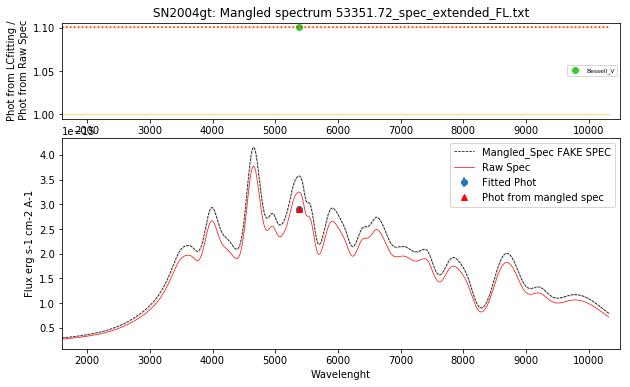 SN2004gt: Mangled spectrum 53351.72_spec_extended_FL.txt
Phot from LCfitting /
Phot from Raw Spec
1.10
1.05
1.00
Bessell_V
2000 3000 4000 5000 6000 7000 8000 9000 10000
1e−15
Flux erg s-1 cm-2 A-1
4.0
3.5
3.0
2.5
2.0
1.5
1.0
0.5
Mangled_Spec FAKE SPEC
Raw Spec
Fitted Phot
Phot from mangled spec
2000 3000 4000 5000 6000 7000 8000 9000 10000
Wavelenght